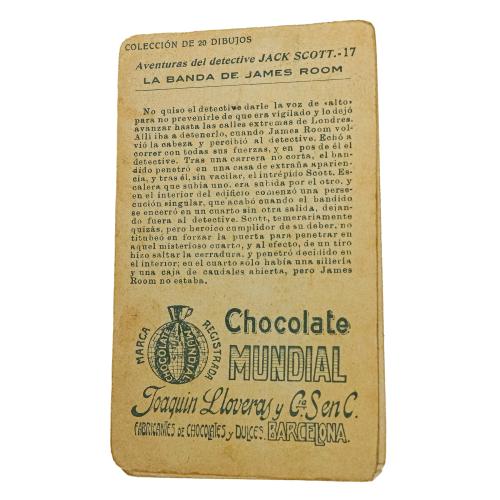 COLECCIÓN DE 20 DIBUJOS
Aventuras del detective JACK SCOTT.-17
LA BANDA DE JAMES ROOM
No quiso el detective darle la voz de «alto»
para no prevenirle de que era vigilado y lo dejó
avanzar hasta las calles extremas de Londres.
Allí iba a detenerlo, cuando James Room vol-
vió la cabeza y percibió al detective. Echó a
correr con todas sus fuerzas, y en pos de él el
detective. Tras una carrera no corta, el ban-
dido penetró en una casa de extraña aparien-
cia, y tras él, sin vacilar, el intrépido Scott. Es-
calera que subía uno, era subida por el otro, y
en el interior del edificio comenzó una perse-
cución singular, que acabó cuando el bandido
se encerró en un cuarto sin otra salida, dejan-
do fuera al detective. Scott, temerariamente
quizás, pero heroico cumplidor de su deber, no
titubeó en forzar la puerta para penetrar en
aquel misterioso cuarto, y al efecto, de un tiro
hizo saltar la cerradura, y penetró decidido en
el interior; en el cuarto sólo había una sillería
y una caja de caudales abierta, pero James
Room no estaba.
MARCA REGISTRADA
CHOCOLATE
MUNDIAL
Chocolate
MUNDIAL
Joaquin Lloveras y Cía. S en C.
FABRICANTES DE CHOCOLATES y DULCES. BARCELONA.